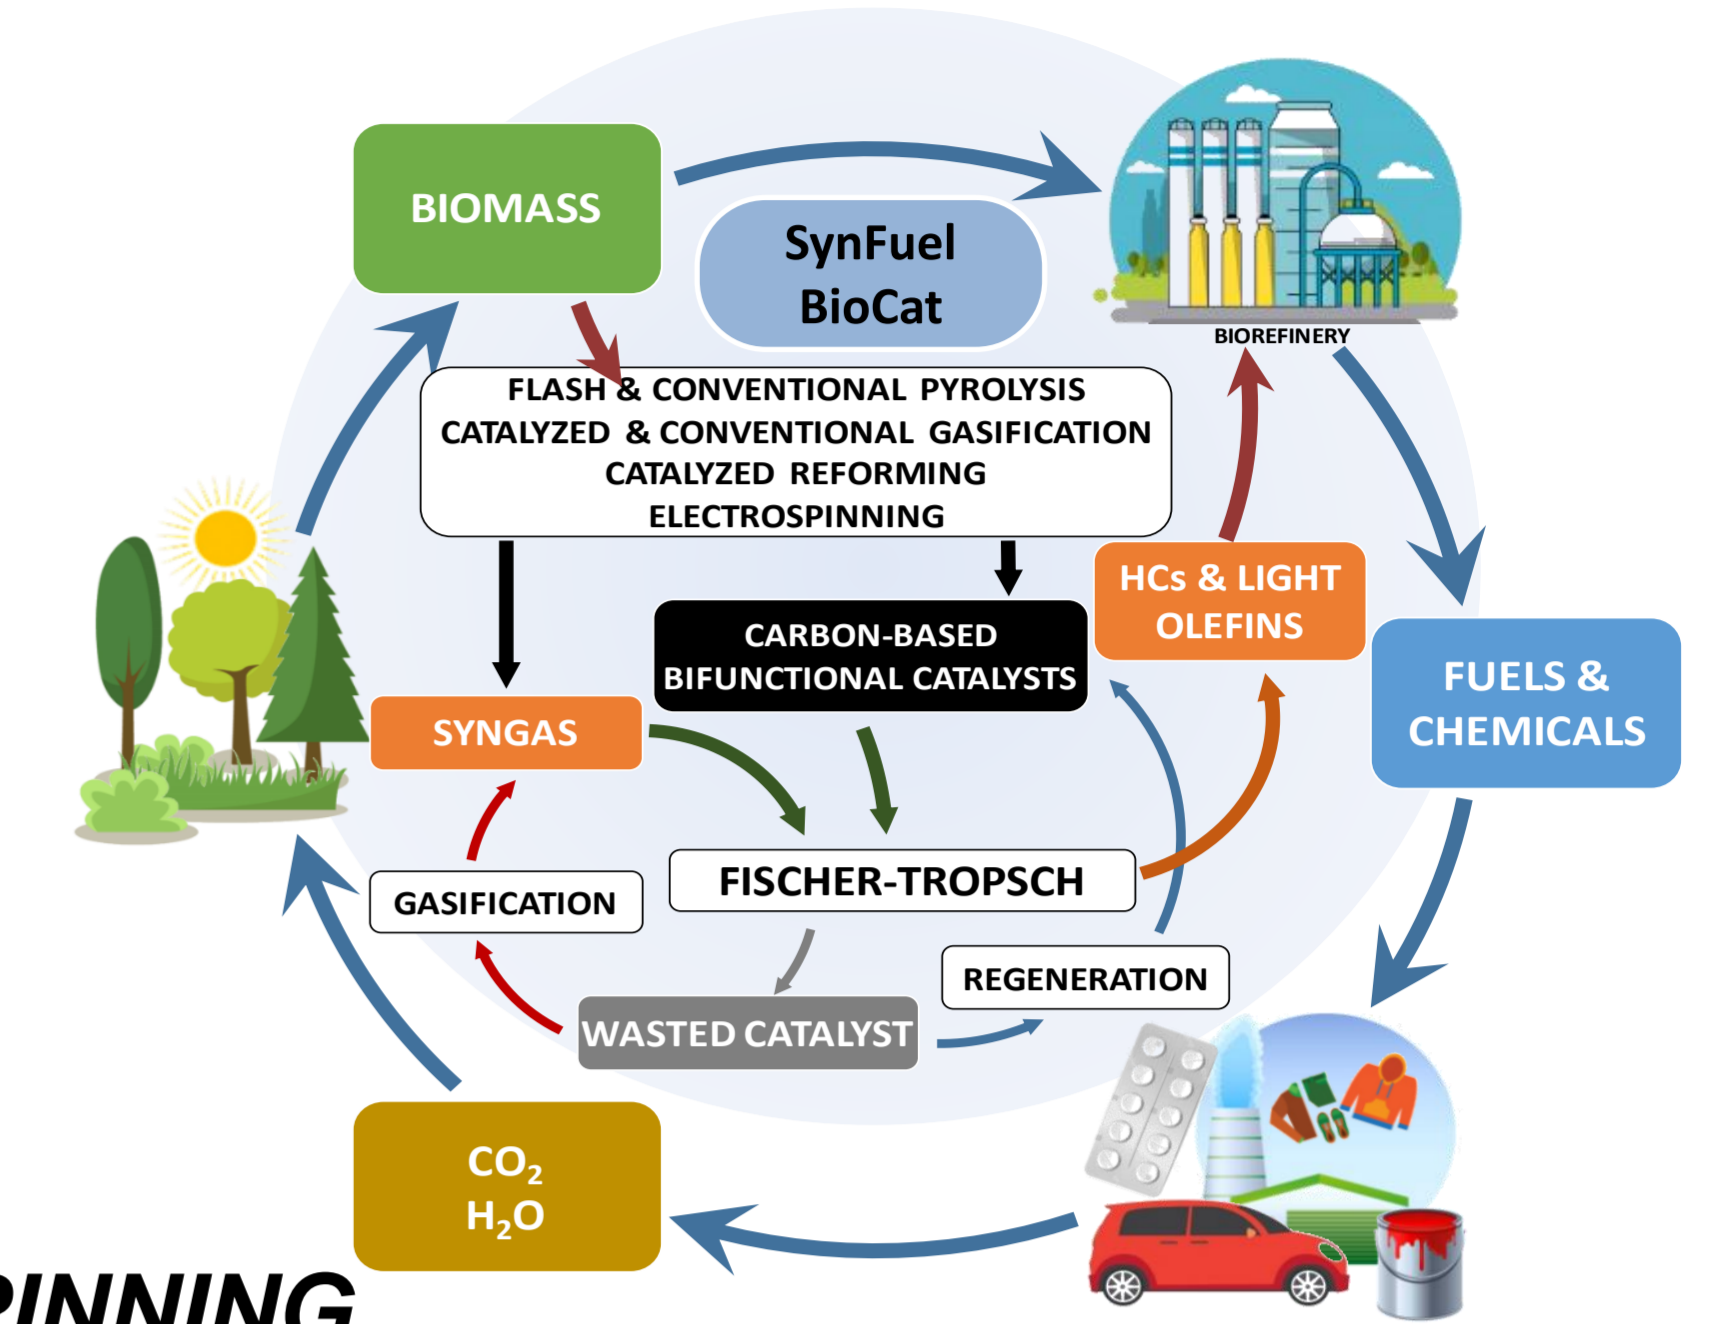 BIOMASS
SynFuel
BioCat
BIOREFINERY
FLASH & CONVENTIONAL PYROLYSIS
CATALYZED & CONVENTIONAL GASIFICATION
CATALYZED REFORMING
ELECTROSPINNING
HCs & LIGHT
OLEFINS
CARBON-BASED
BIFUNCTIONAL CATALYSTS
FUELS &
CHEMICALS
SYNGAS
FISCHER-TROPSCH
GASIFICATION
REGENERATION
WASTED CATALYST
CO₂
H₂O
PINNING